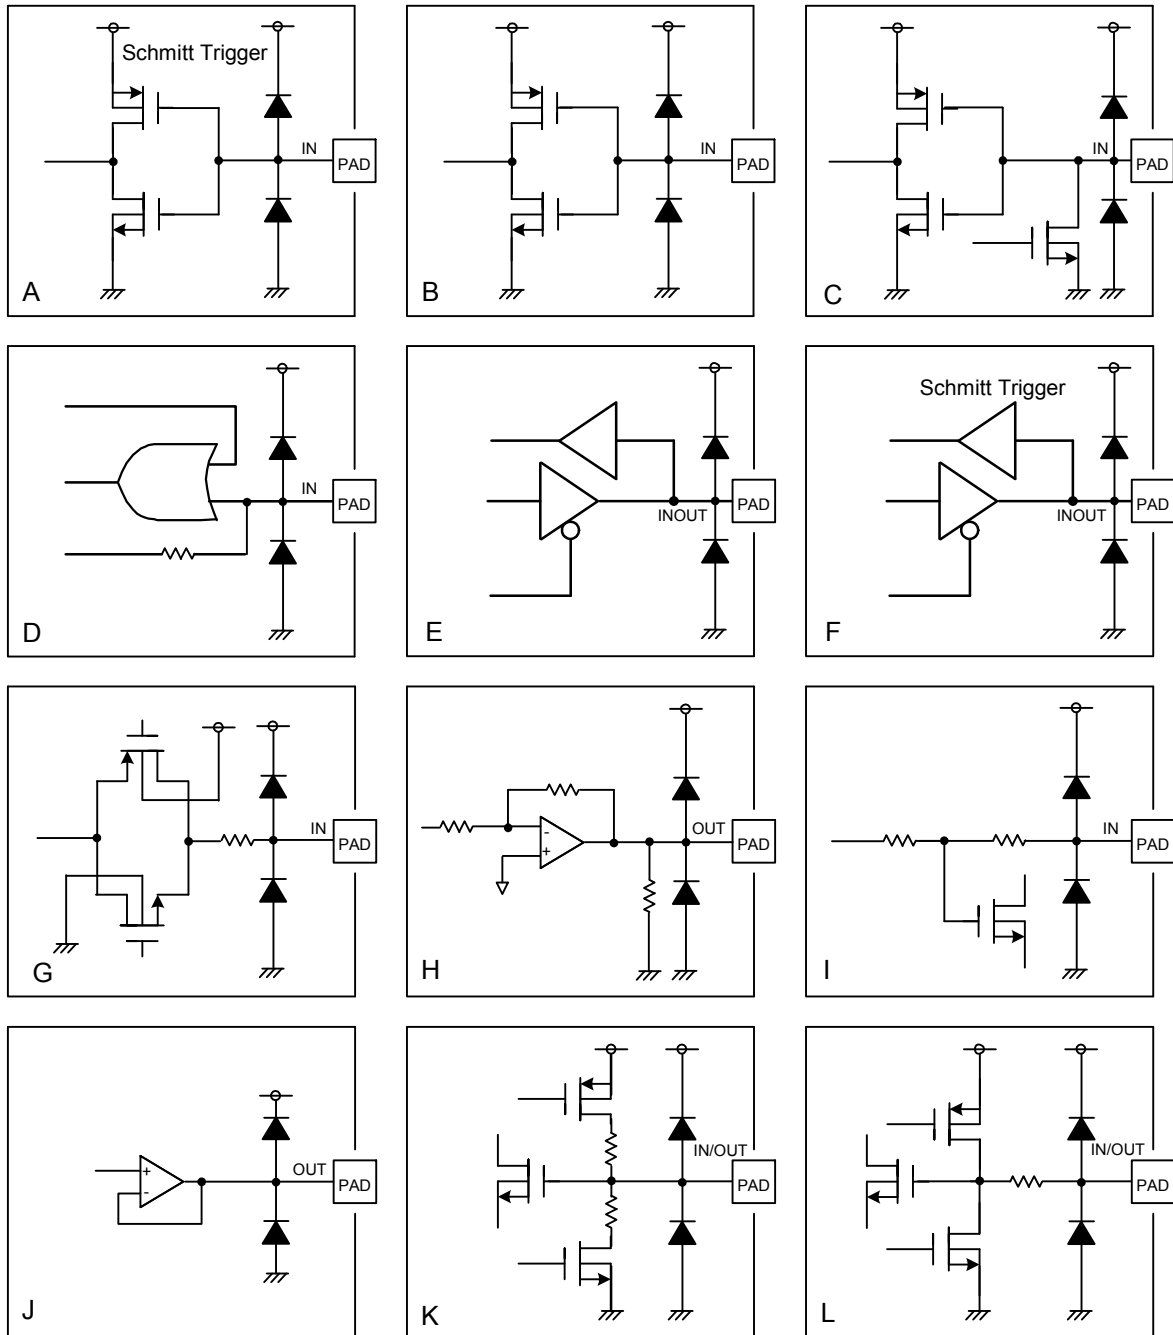 Schmitt Trigger
IN
PAD
A
IN
PAD
B
IN
PAD
C
IN
PAD
D
INOUT
PAD
E
Schmitt Trigger
INOUT
PAD
F
IN
PAD
G
-
+
OUT
PAD
H
IN
PAD
I
+
-
OUT
PAD
J
IN/OUT
PAD
K
IN/OUT
PAD
L